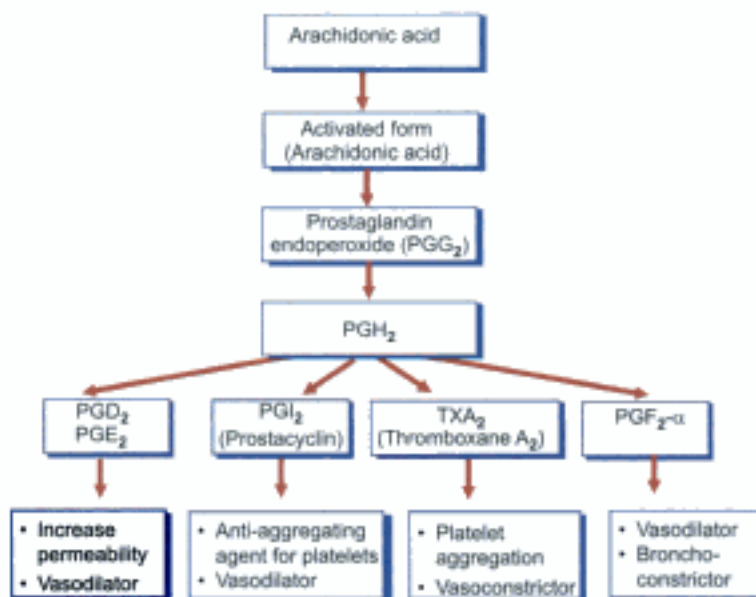 Arachidonic acid
Activated form
(Arachidonic acid)
Prostaglandin
endoperoxide (PGG₂)
PGH₂
PGD₂
PGE₂
PGI₂
(Prostacyclin)
TXA₂
(Thromboxane A₂)
PGF₂-α
• Increase
permeability
• Vasodilator
• Anti-aggregating
agent for platelets
• Vasodilator
• Platelet
aggregation
• Vasoconstrictor
• Vasodilator
• Broncho-
constrictor